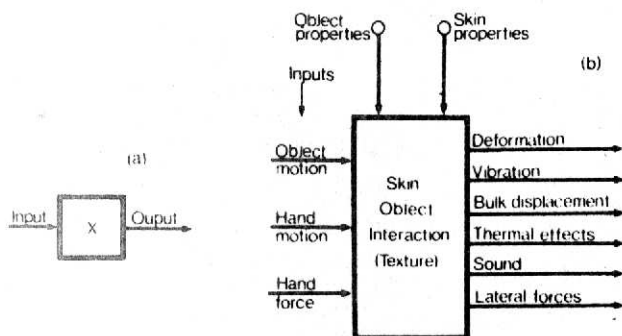 (a)
Input
X
Ouput
(b)
Object
properties
Skin
properties
Inputs
Object
motion
Hand
motion
Hand
force
Skin
Object
Interaction
(Texture)
Deformation
Vibration
Bulk displacement
Thermal effects
Sound
Lateral forces